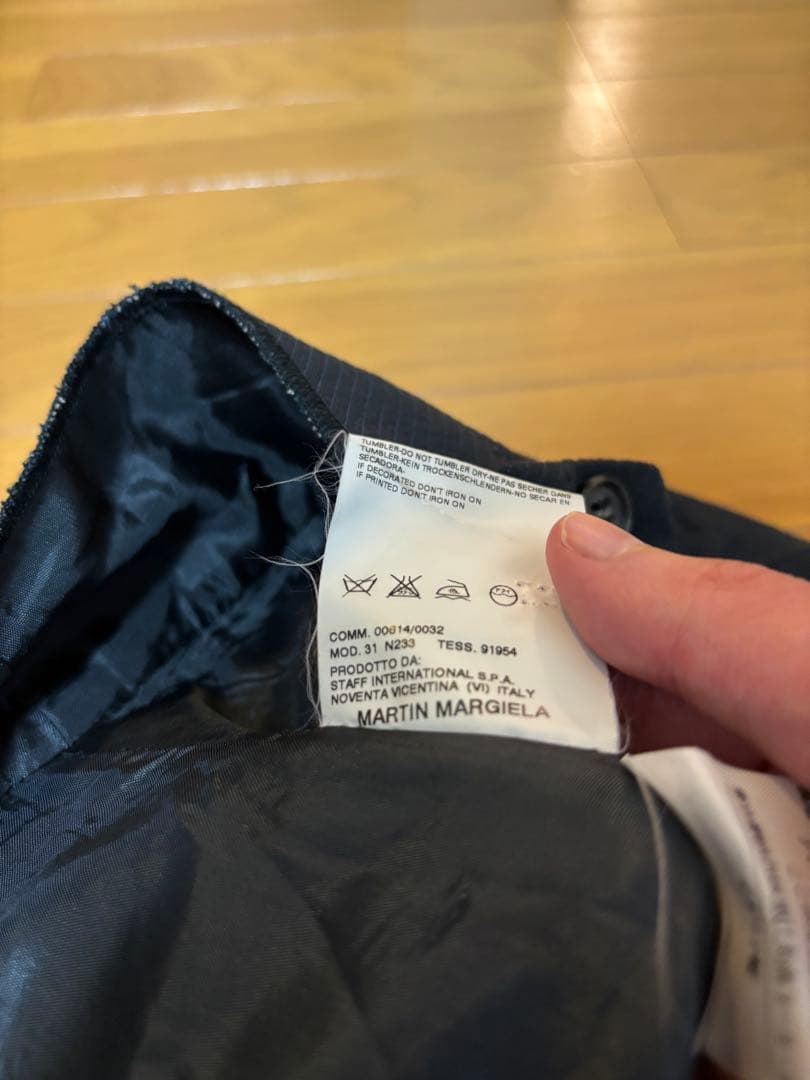 TUMBLER-DO NOT TUMBLER DRY-NE PAS SECHER DANS
TUMBLER-KEIN TROCKENSCHLENDERN-NO SECAR EN
SECADORA-
IF DECORATED DON'T IRON ON
IF PRINTED DON'T IRON ON
COMM. 00614/0032
MOD. 31 N233 TESS. 91954
PRODOTTO DA:
STAFF INTERNATIONAL S.P.A.
NOVENTA VICENTINA (VI) ITALY
MARTIN MARGIELA